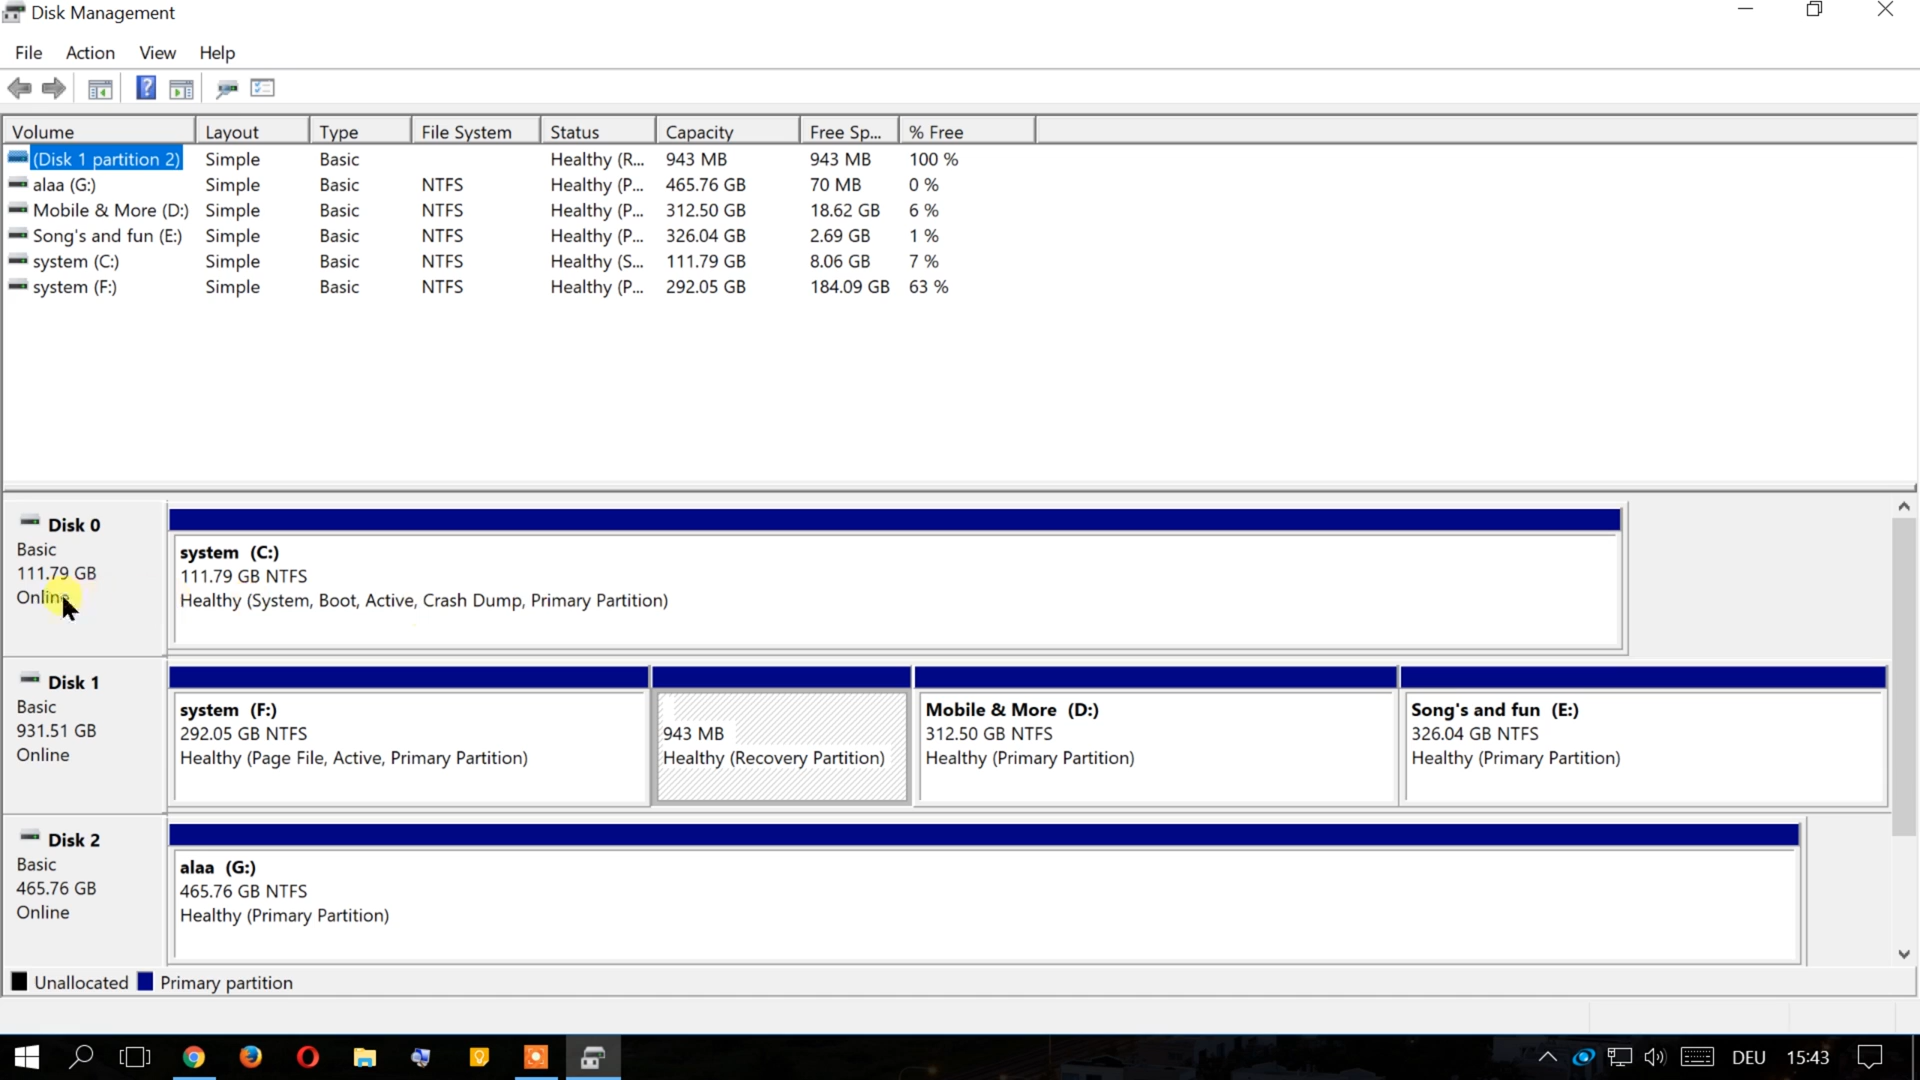 Disk Management
File Action View Help
Volume Layout Type File System Status Capacity Free Sp... % Free
(Disk 1 partition 2) Simple Basic Healthy (R... 943 MB 943 MB 100 %
alaa (G:) Simple Basic NTFS Healthy (P... 465.76 GB 70 MB 0 %
Mobile & More (D:) Simple Basic NTFS Healthy (P... 312.50 GB 18.62 GB 6 %
Song's and fun (E:) Simple Basic NTFS Healthy (P... 326.04 GB 2.69 GB 1 %
system (C:) Simple Basic NTFS Healthy (S... 111.79 GB 8.06 GB 7 %
system (F:) Simple Basic NTFS Healthy (P... 292.05 GB 184.09 GB 63 %
Disk 0
Basic
111.79 GB
Online
system (C:)
111.79 GB NTFS
Healthy (System, Boot, Active, Crash Dump, Primary Partition)
Disk 1
Basic
931.51 GB
Online
system (F:)
292.05 GB NTFS
Healthy (Page File, Active, Primary Partition)
943 MB
Healthy (Recovery Partition)
Mobile & More (D:)
312.50 GB NTFS
Healthy (Primary Partition)
Song's and fun (E:)
326.04 GB NTFS
Healthy (Primary Partition)
Disk 2
Basic
465.76 GB
Online
alaa (G:)
465.76 GB NTFS
Healthy (Primary Partition)
Unallocated Primary partition
DEU 15:43